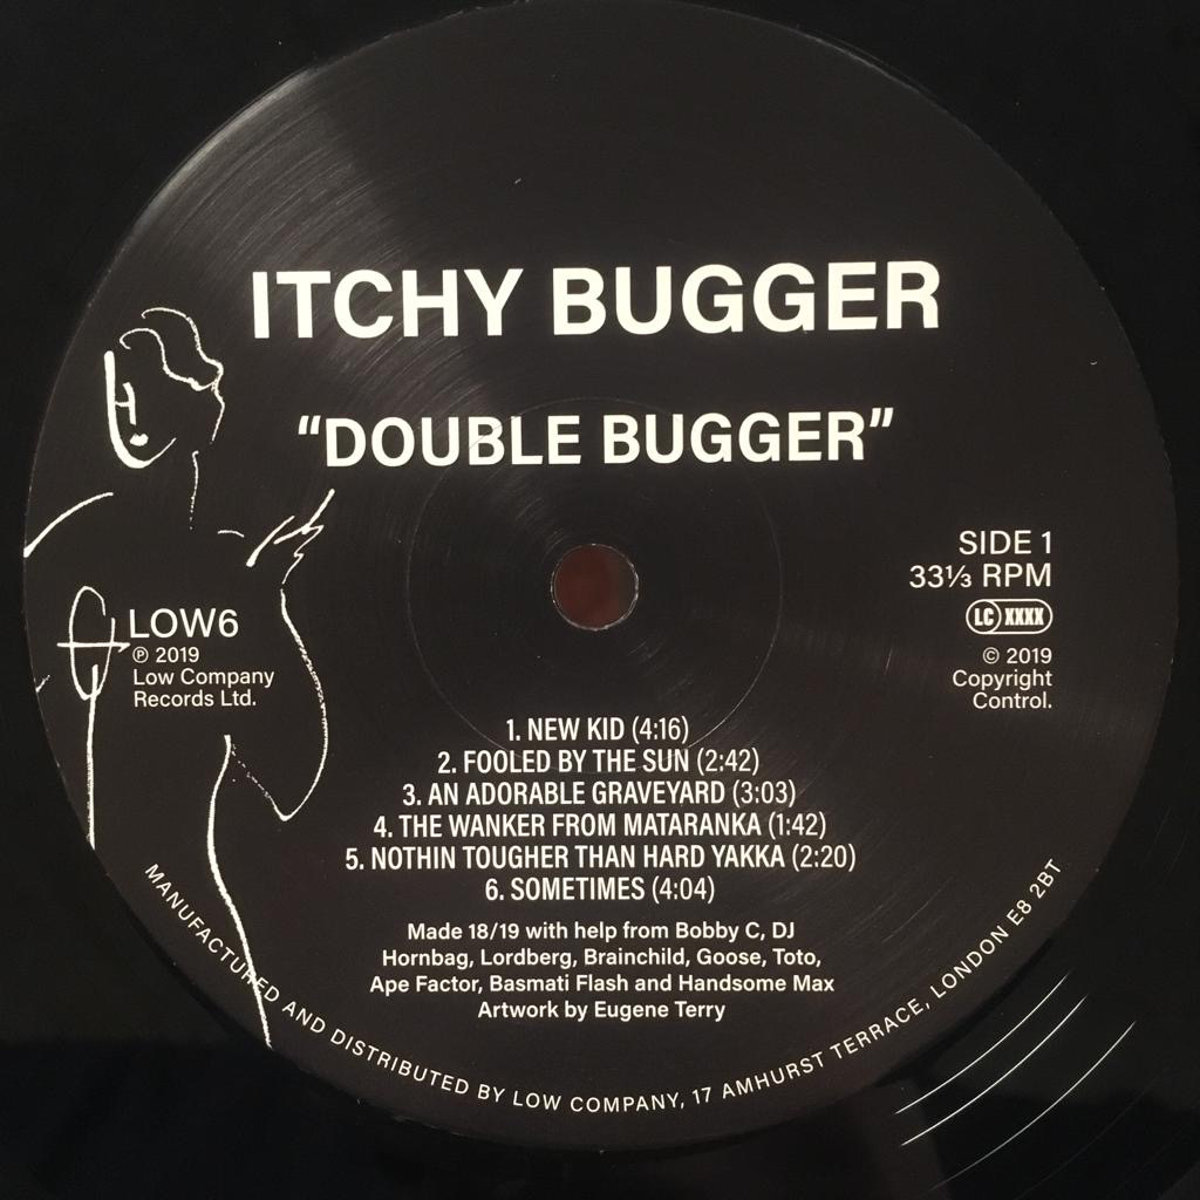 ITCHY BUGGER
“DOUBLE BUGGER”
SIDE 1
33⅓ RPM
LC XXXX
© 2019
Copyright
Control.
LOW6
℗ 2019
Low Company
Records Ltd.
1. NEW KID (4:16)
2. FOOLED BY THE SUN (2:42)
3. AN ADORABLE GRAVEYARD (3:03)
4. THE WANKER FROM MATARANKA (1:42)
5. NOTHIN TOUGHER THAN HARD YAKKA (2:20)
6. SOMETIMES (4:04)
Made 18/19 with help from Bobby C, DJ
Hornbag, Lordberg, Brainchild, Goose, Toto,
Ape Factor, Basmati Flash and Handsome Max
Artwork by Eugene Terry
MANUFACTURED AND DISTRIBUTED BY LOW COMPANY, 17 AMHURST TERRACE, LONDON E8 2BT